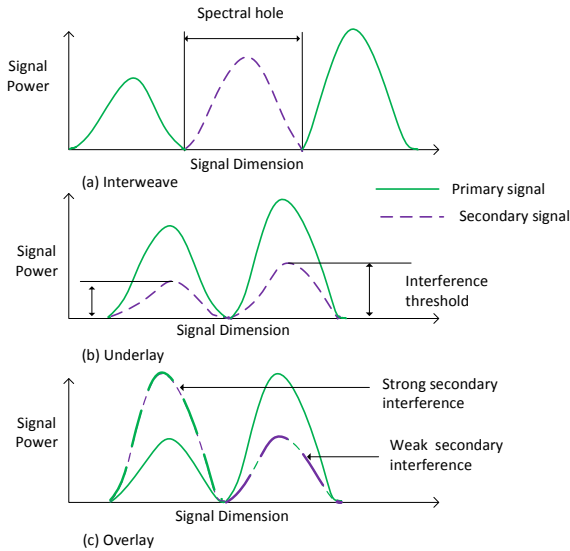 Spectral hole
Signal
Power
Signal Dimension
(a) Interweave
Primary signal
Secondary signal
Signal
Power
Interference
threshold
Signal Dimension
(b) Underlay
Strong secondary
interference
Signal
Power
Weak secondary
interference
Signal Dimension
(c) Overlay